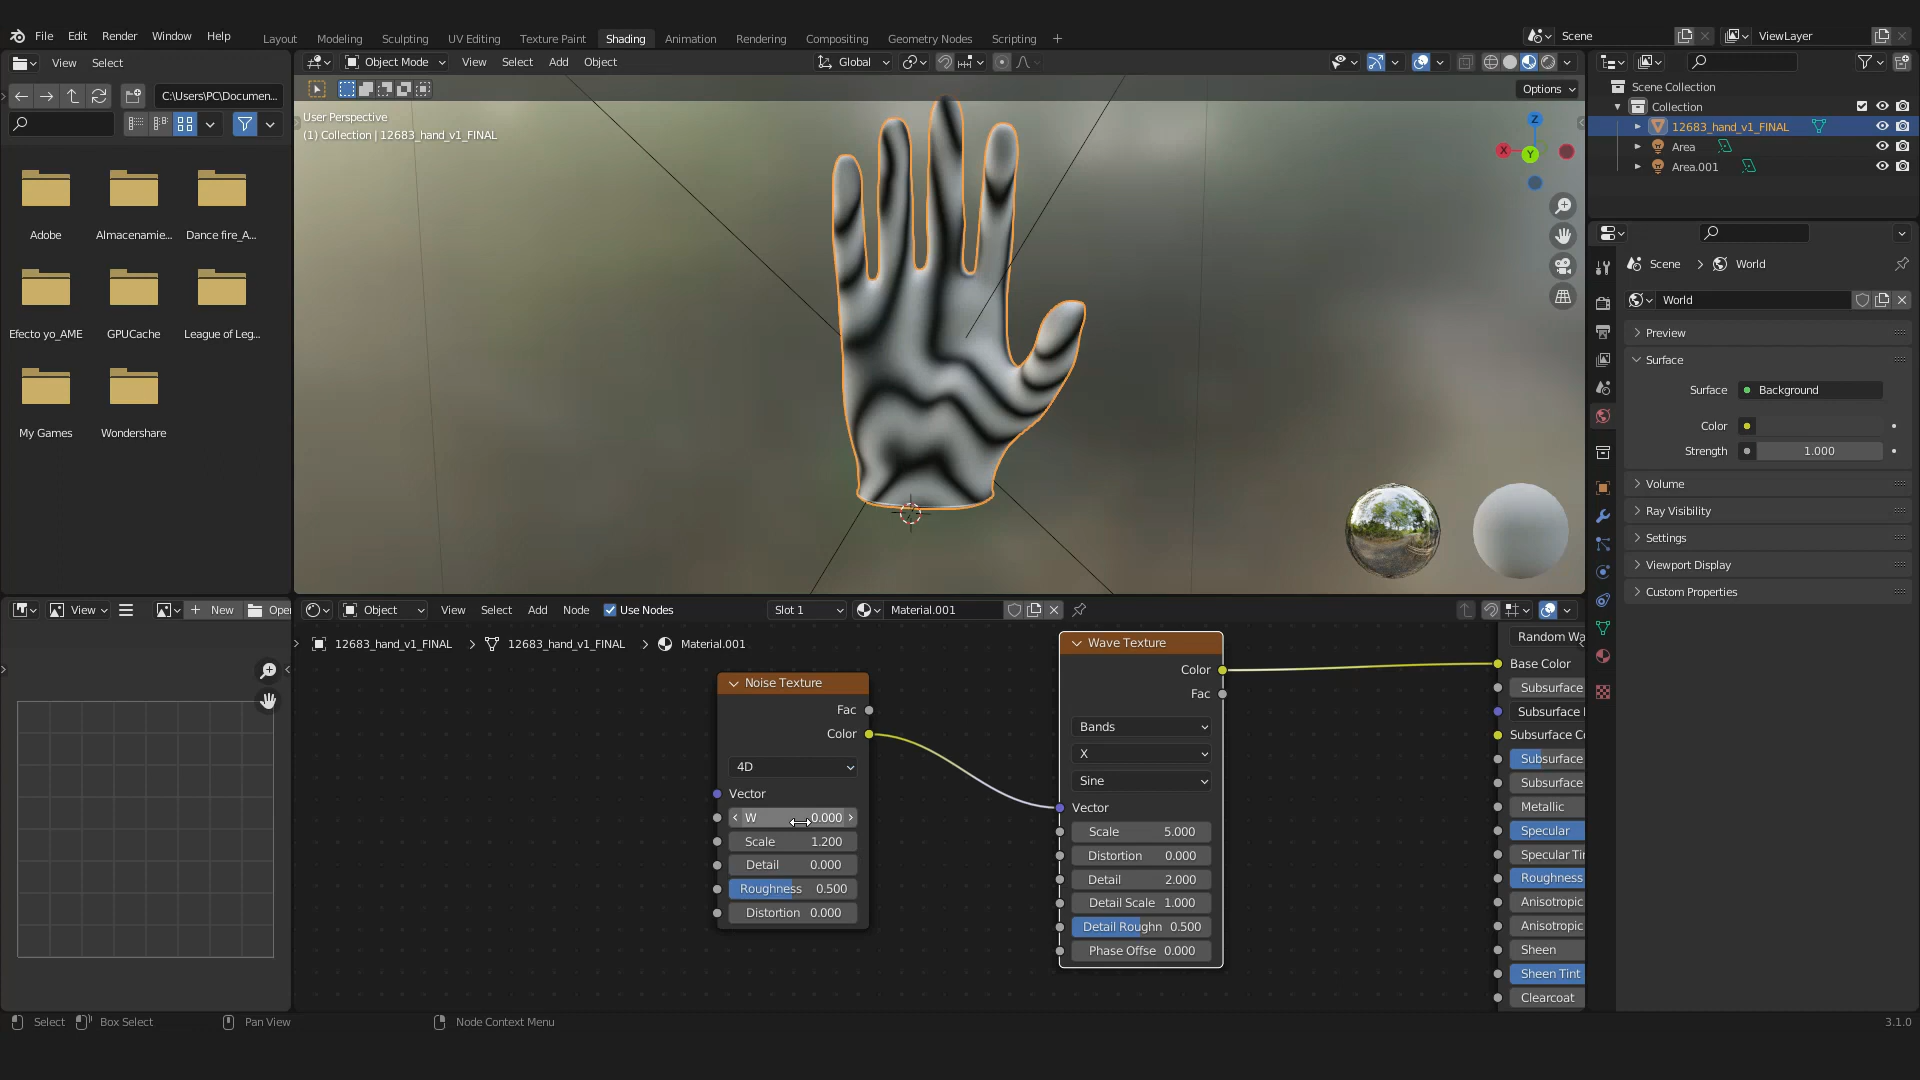 File Edit Render Window Help
Layout Modeling Sculpting UV Editing Texture Paint Shading Animation Rendering Compositing Geometry Nodes Scripting +
Scene
ViewLayer
View Select
Object Mode View Select Add Object
Global
C:\Users\PC\Documen...
Options
User Perspective
(1) Collection | 12683_hand_v1_FINAL
Z
X
Y
Adobe
Almacenamie...
Dance fire_A...
Efecto yo_AME
GPUCache
League of Leg...
My Games
Wondershare
Scene Collection
Collection
12683_hand_v1_FINAL
Area
Area.001
Scene > World
World
Preview
Surface
Surface Background
Color
Strength 1.000
Volume
Ray Visibility
Settings
Viewport Display
Custom Properties
View
+ New
Open
Object View Select Add Node Use Nodes
Slot 1
Material.001
12683_hand_v1_FINAL > 12683_hand_v1_FINAL > Material.001
Noise Texture
Fac
Color
4D
Vector
W 0.000
Scale 1.200
Detail 0.000
Roughness 0.500
Distortion 0.000
Wave Texture
Color
Fac
Bands
X
Sine
Vector
Scale 5.000
Distortion 0.000
Detail 2.000
Detail Scale 1.000
Detail Roughn 0.500
Phase Offse 0.000
Random Wa
Base Color
Subsurface
Subsurface
Subsurface Co
Subsurface
Subsurface
Metallic
Specular
Specular Tin
Roughness
Anisotropic
Anisotropic
Sheen
Sheen Tint
Clearcoat
Select Box Select Pan View Node Context Menu
3.1.0